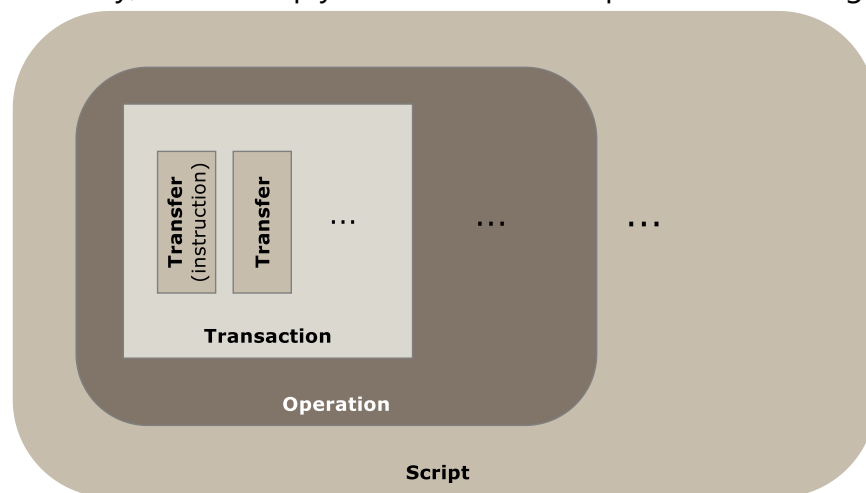 Transfer
(instruction)
Transfer
...
...
...
Transaction
Operation
Script